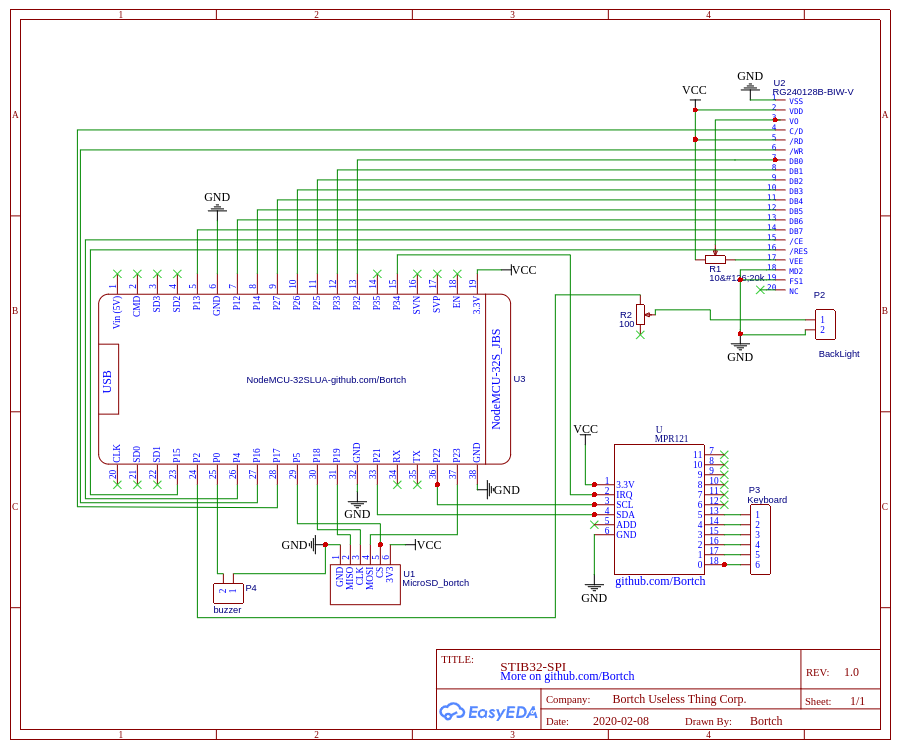 1 2 3 4
A A
B B
C C
1 2 3 4
GND
U2
RG240128B-BIW-V
VCC
1 VSS
2 VDD
3 VO
4 C/D
5 /RD
6 /WR
7 DB0
8 DB1
9 DB2
10 DB3
11 DB4
12 DB5
13 DB6
14 DB7
15 /CE
16 /RES
17 VEE
18 MD2
19 FS1
20 NC
R1
10&#126;20k
GND
VCC
1 2 3 4 5 6 7 8 9 10 11 12 13 14 15 16 17 18 19
Vin (5V) CMD SD3 SD2 P13 GND P12 P14 P27 P26 P25 P33 P32 P35 P34 SVN SVP EN 3.3V
USB
NodeMCU-32SLUA-github.com/Bortch
NodeMCU-32S_JBS
U3
CLK SD0 SD1 P15 P2 P0 P4 P16 P17 P5 P18 P19 GND P21 RX TX P22 P23 GND
20 21 22 23 24 25 26 27 28 29 30 31 32 33 34 35 36 37 38
GND
GND
R2
100
P2
1
2
BackLight
GND
VCC
U
MPR121
1 3.3V
2 IRQ
3 SCL
4 SDA
5 ADD
6 GND
11 7
10 8
9 9
8 10
7 11
6 12
5 13
4 14
3 15
2 16
1 17
0 18
github.com/Bortch
GND
P3
Keyboard
1
2
3
4
5
6
GND
VCC
1 2 3 4 5 6
GND MISO CLK MOSI CS 3V3
U1
MicroSD_bortch
2 1
P4
buzzer
TITLE:
STIB32-SPI
More on github.com/Bortch
REV: 1.0
EasyEDA
Company: Bortch Useless Thing Corp.
Sheet: 1/1
Date: 2020-02-08 Drawn By: Bortch